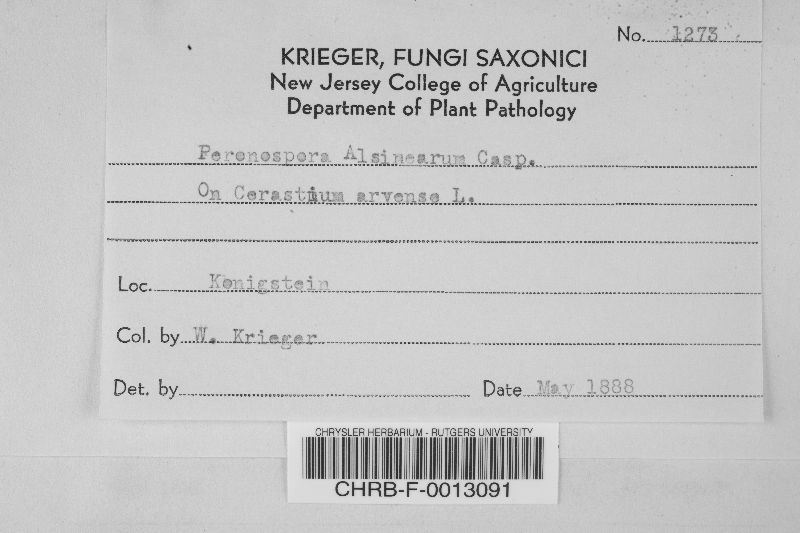 No. 1273
KRIEGER, FUNGI SAXONICI
New Jersey College of Agriculture
Department of Plant Pathology
Peronospora Alsinearum Casp.
On Cerastium arvense L.
Loc. Konigstein
Col. by W. Krieger
Det. by
Date May 1888
CHRYSLER HERBARIUM - RUTGERS UNIVERSITY
CHRB-F-0013091